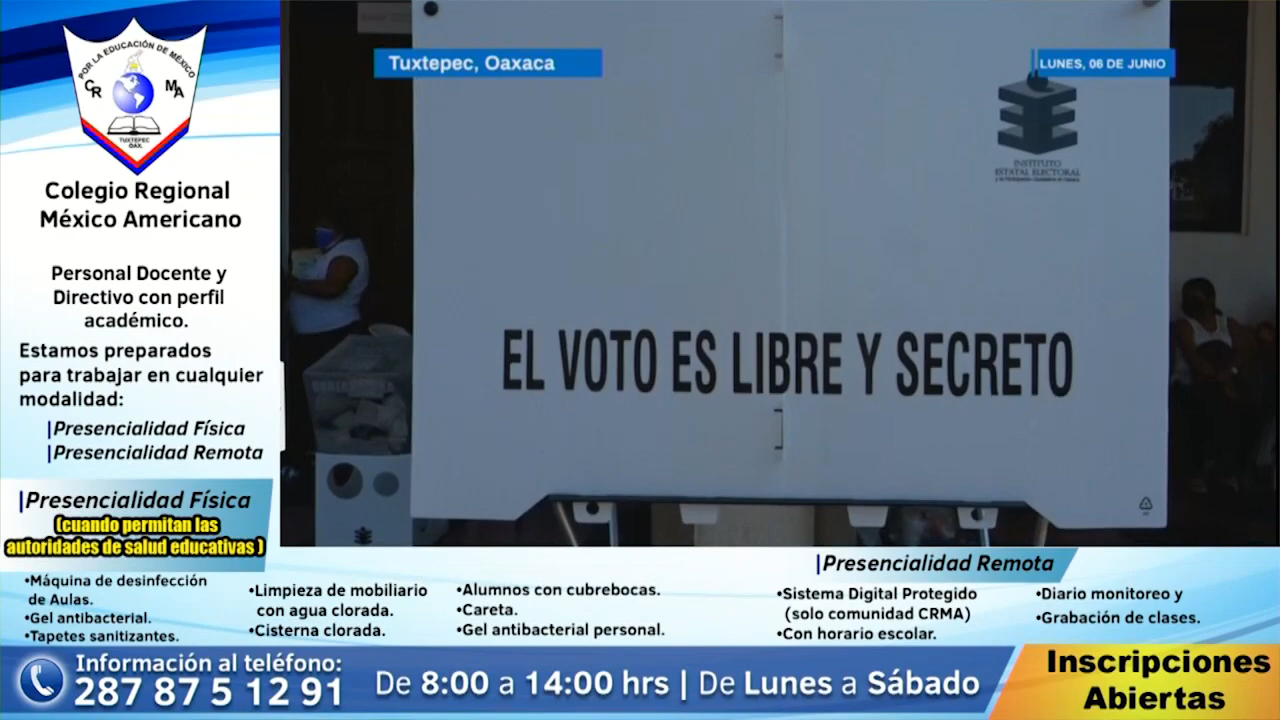 POR LA EDUCACIÓN DE MÉXICO
CR MA
TUXTEPEC
OAX.
Colegio Regional
México Americano
Personal Docente y
Directivo con perfil
académico.
Estamos preparados
para trabajar en cualquier
modalidad:
|Presencialidad Física
|Presencialidad Remota
|Presencialidad Física
(cuando permitan las
autoridades de salud educativas )
Tuxtepec, Oaxaca
LUNES, 06 DE JUNIO
INSTITUTO
ESTATAL ELECTORAL
y de Participación Ciudadana de Oaxaca
EL VOTO ES LIBRE Y SECRETO
•Máquina de desinfección
de Aulas.
•Gel antibacterial.
•Tapetes sanitizantes.
•Limpieza de mobiliario
con agua clorada.
•Cisterna clorada.
•Alumnos con cubrebocas.
•Careta.
•Gel antibacterial personal.
|Presencialidad Remota
•Sistema Digital Protegido
(solo comunidad CRMA)
•Con horario escolar.
•Diario monitoreo y
•Grabación de clases.
Información al teléfono:
287 87 5 12 91
De 8:00 a 14:00 hrs | De Lunes a Sábado
Inscripciones
Abiertas